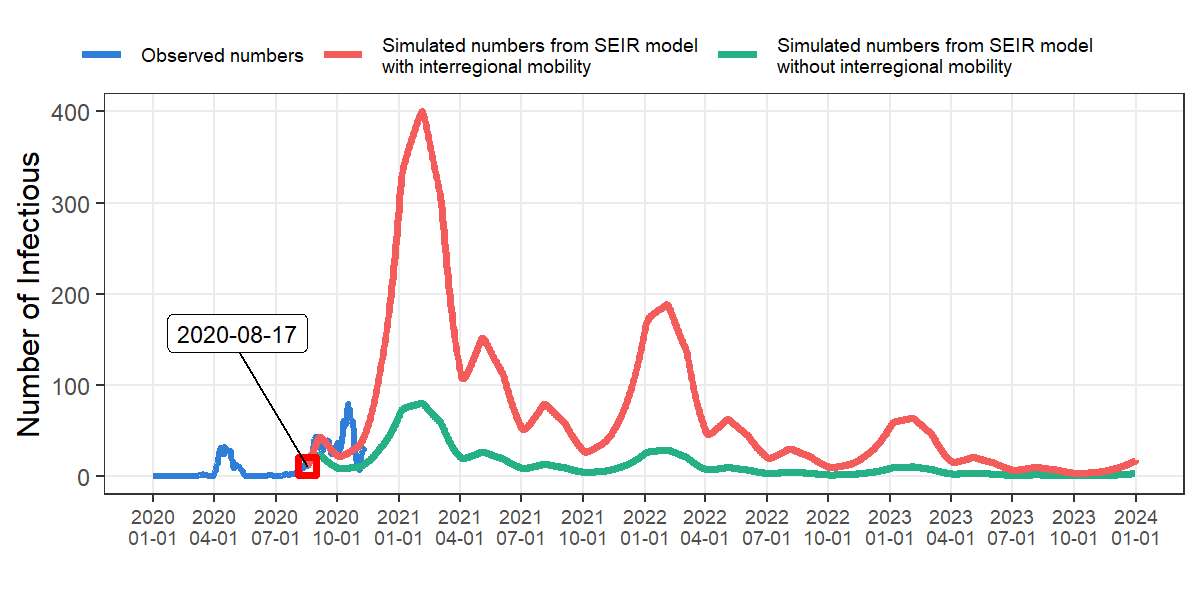 Observed numbers
Simulated numbers from SEIR model
with interregional mobility
Simulated numbers from SEIR model
without interregional mobility
Number of Infectious
400
300
200
100
0
2020-08-17
2020 2020 2020 2020 2021 2021 2021 2021 2022 2022 2022 2022 2023 2023 2023 2023 2024
01-01 04-01 07-01 10-01 01-01 04-01 07-01 10-01 01-01 04-01 07-01 10-01 01-01 04-01 07-01 10-01 01-01